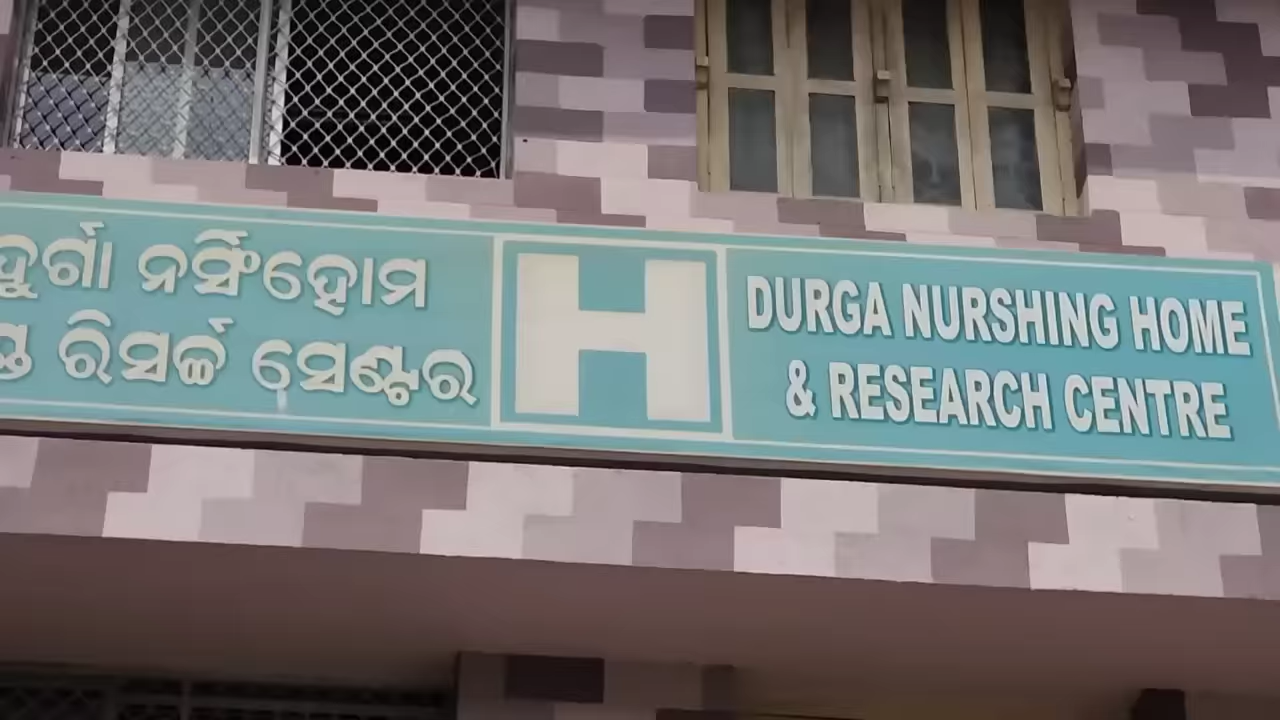 ଦୁର୍ଗା ନର୍ସିଂହୋମ
ଣ୍ଡ ରିସର୍ଚ୍ଚ ସେଣ୍ଟର
H
DURGA NURSHING HOME
& RESEARCH CENTRE